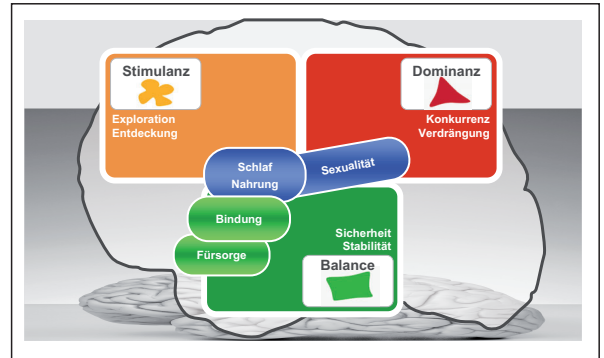 Stimulanz
Exploration
Entdeckung
Dominanz
Konkurrenz
Verdrängung
Schlaf
Nahrung
Sexualität
Bindung
Fürsorge
Sicherheit
Stabilität
Balance